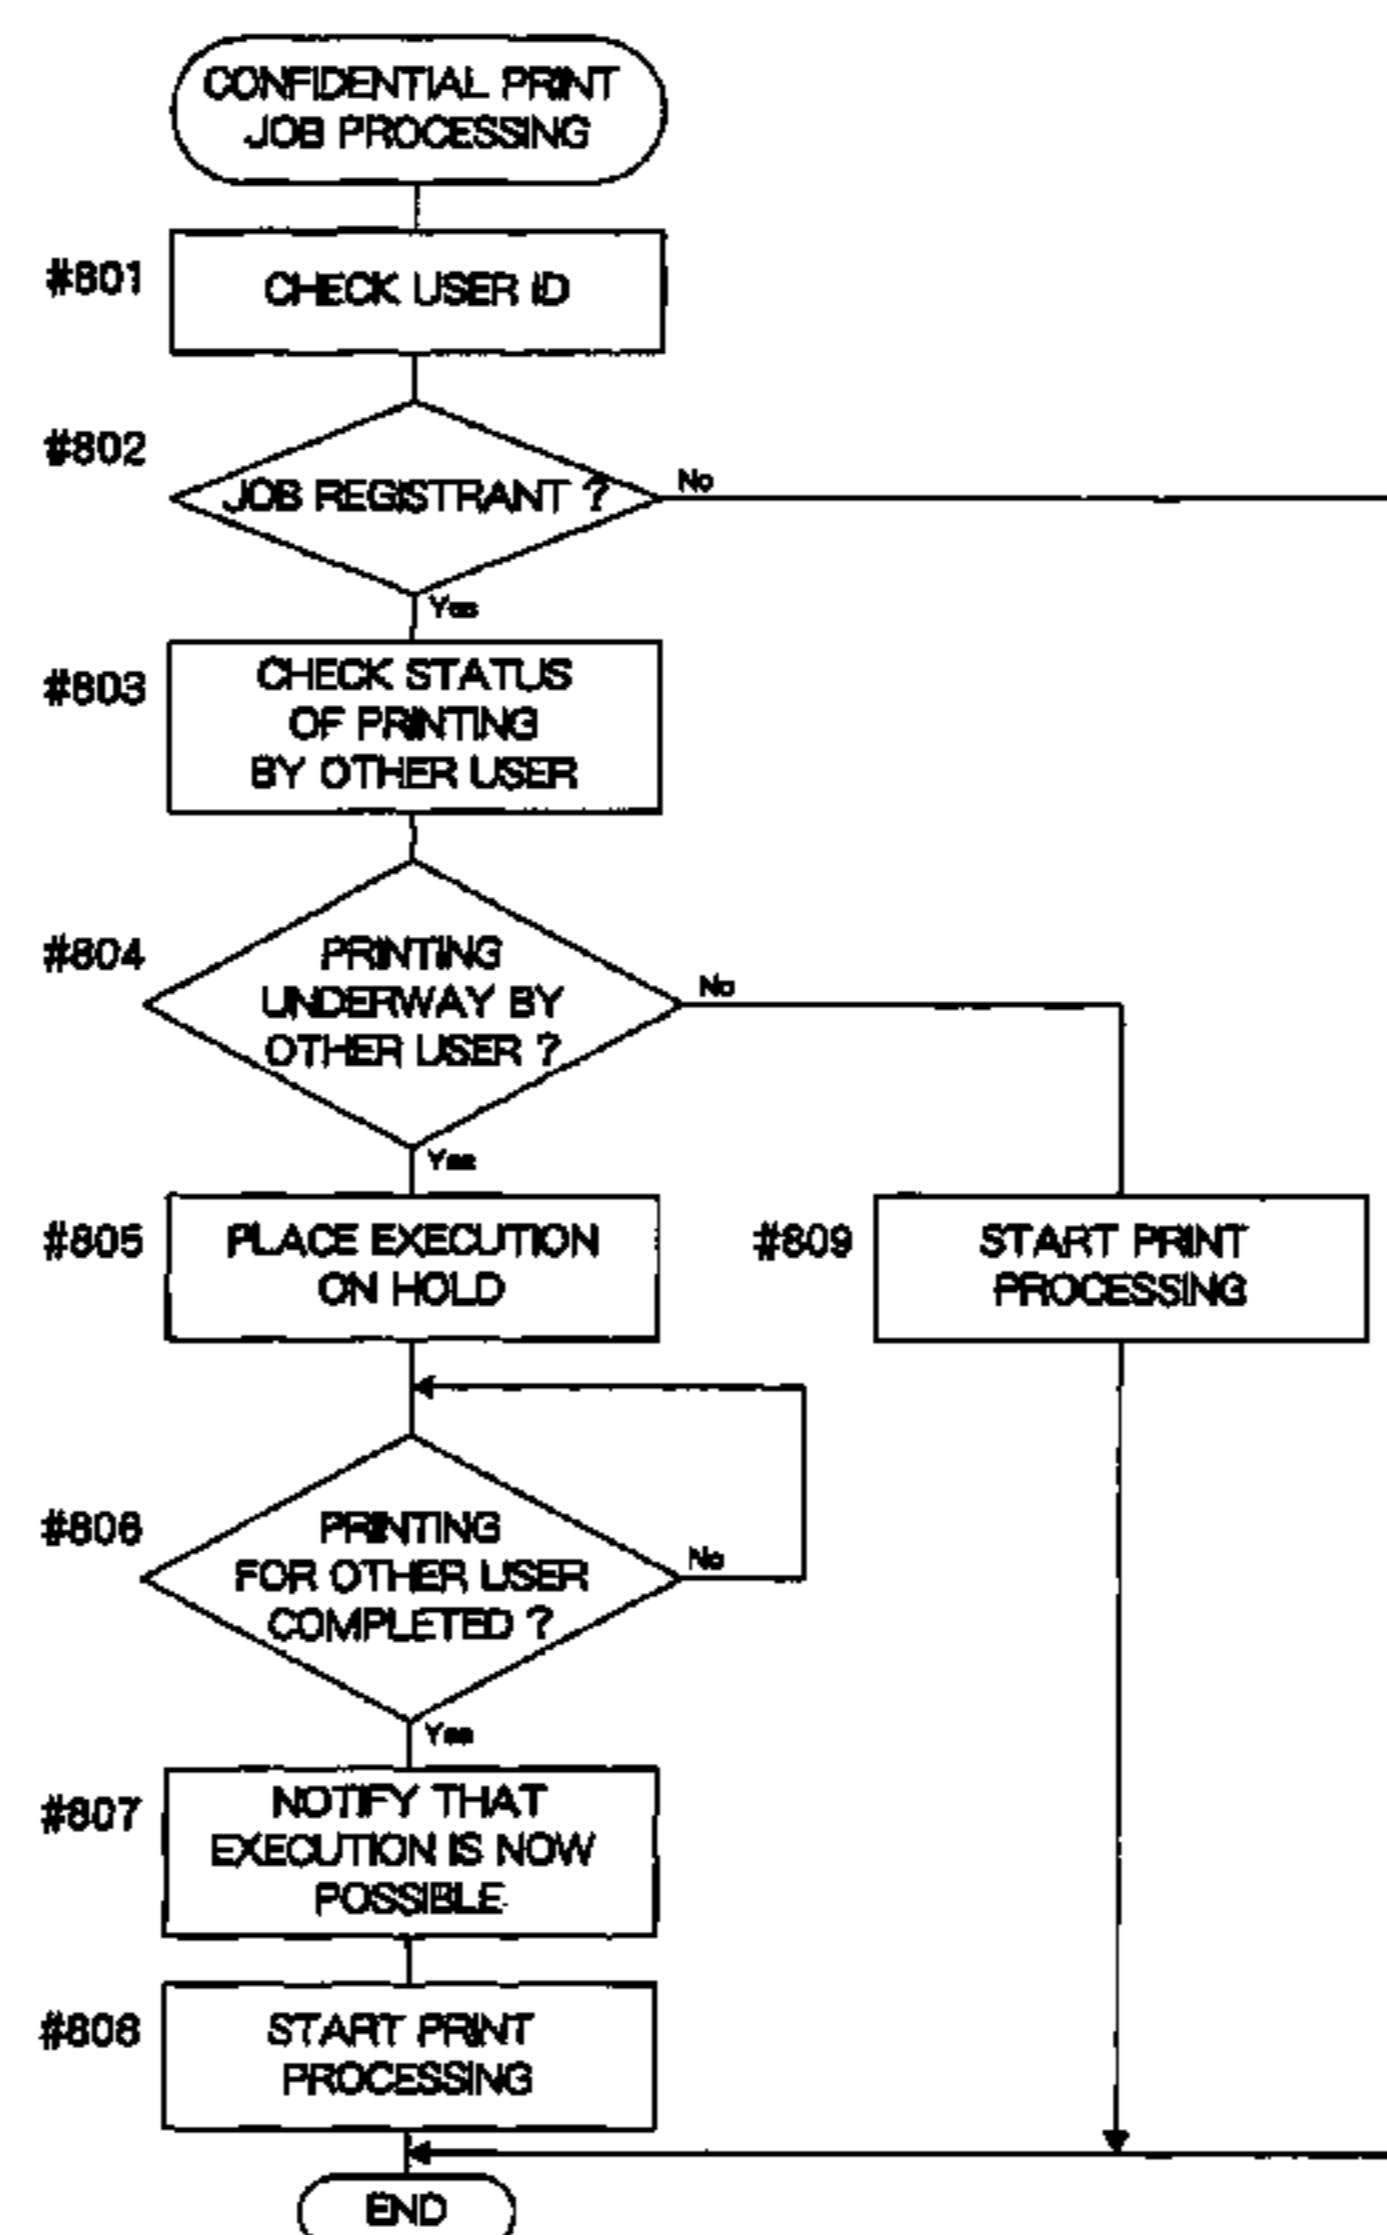 CONFIDENTIAL PRINT
JOB PROCESSING
#801
CHECK USER ID
#802
JOB REGISTRANT ?
No
Yes
#803
CHECK STATUS
OF PRINTING
BY OTHER USER
#804
PRINTING
UNDERWAY BY
OTHER USER ?
No
Yes
#805
PLACE EXECUTION
ON HOLD
#809
START PRINT
PROCESSING
#806
PRINTING
FOR OTHER USER
COMPLETED ?
No
Yes
#807
NOTIFY THAT
EXECUTION IS NOW
POSSIBLE
#808
START PRINT
PROCESSING
END